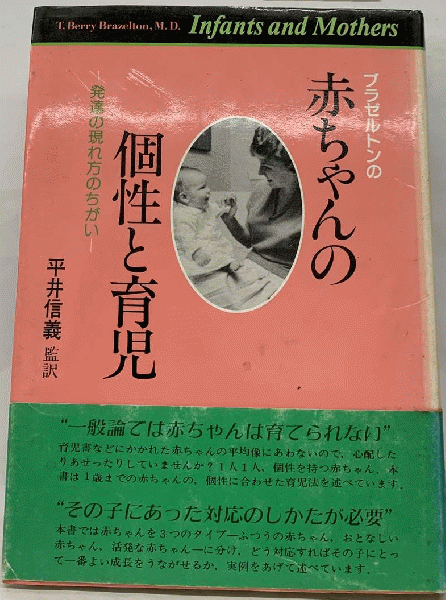 T. Berry Brazelton, M.D. Infants and Mothers
ブラゼルトンの
赤ちゃんの
個性と育児
―発達の現れ方のちがい―
平井信義 監訳
“一般論では赤ちゃんは育てられない”
育児書などにかかれた赤ちゃんの平均像にあわないので、心配した
りあせったりしていませんか？1人1人、個性を持つ赤ちゃん、本
書は1歳までの赤ちゃんの、個性に合わせた育児法を述べています。
“その子にあった対応のしかたが必要”
本書では赤ちゃんを3つのタイプ―ふつうの赤ちゃん、おとなしい
赤ちゃん、活発な赤ちゃん―に分け、どう対応すればその子にとっ
て一番よい成長をうながせるか、実例をあげて述べています。